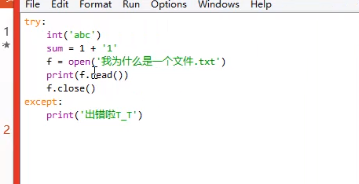 File Edit Format Run Options Windows Help
1
try:
    int('abc')
    sum = 1 + '1'
    f = open('我为什么是一个文件.txt')
    print(f.read())
    f.close()
except:
    print('出错啦T_T')
2